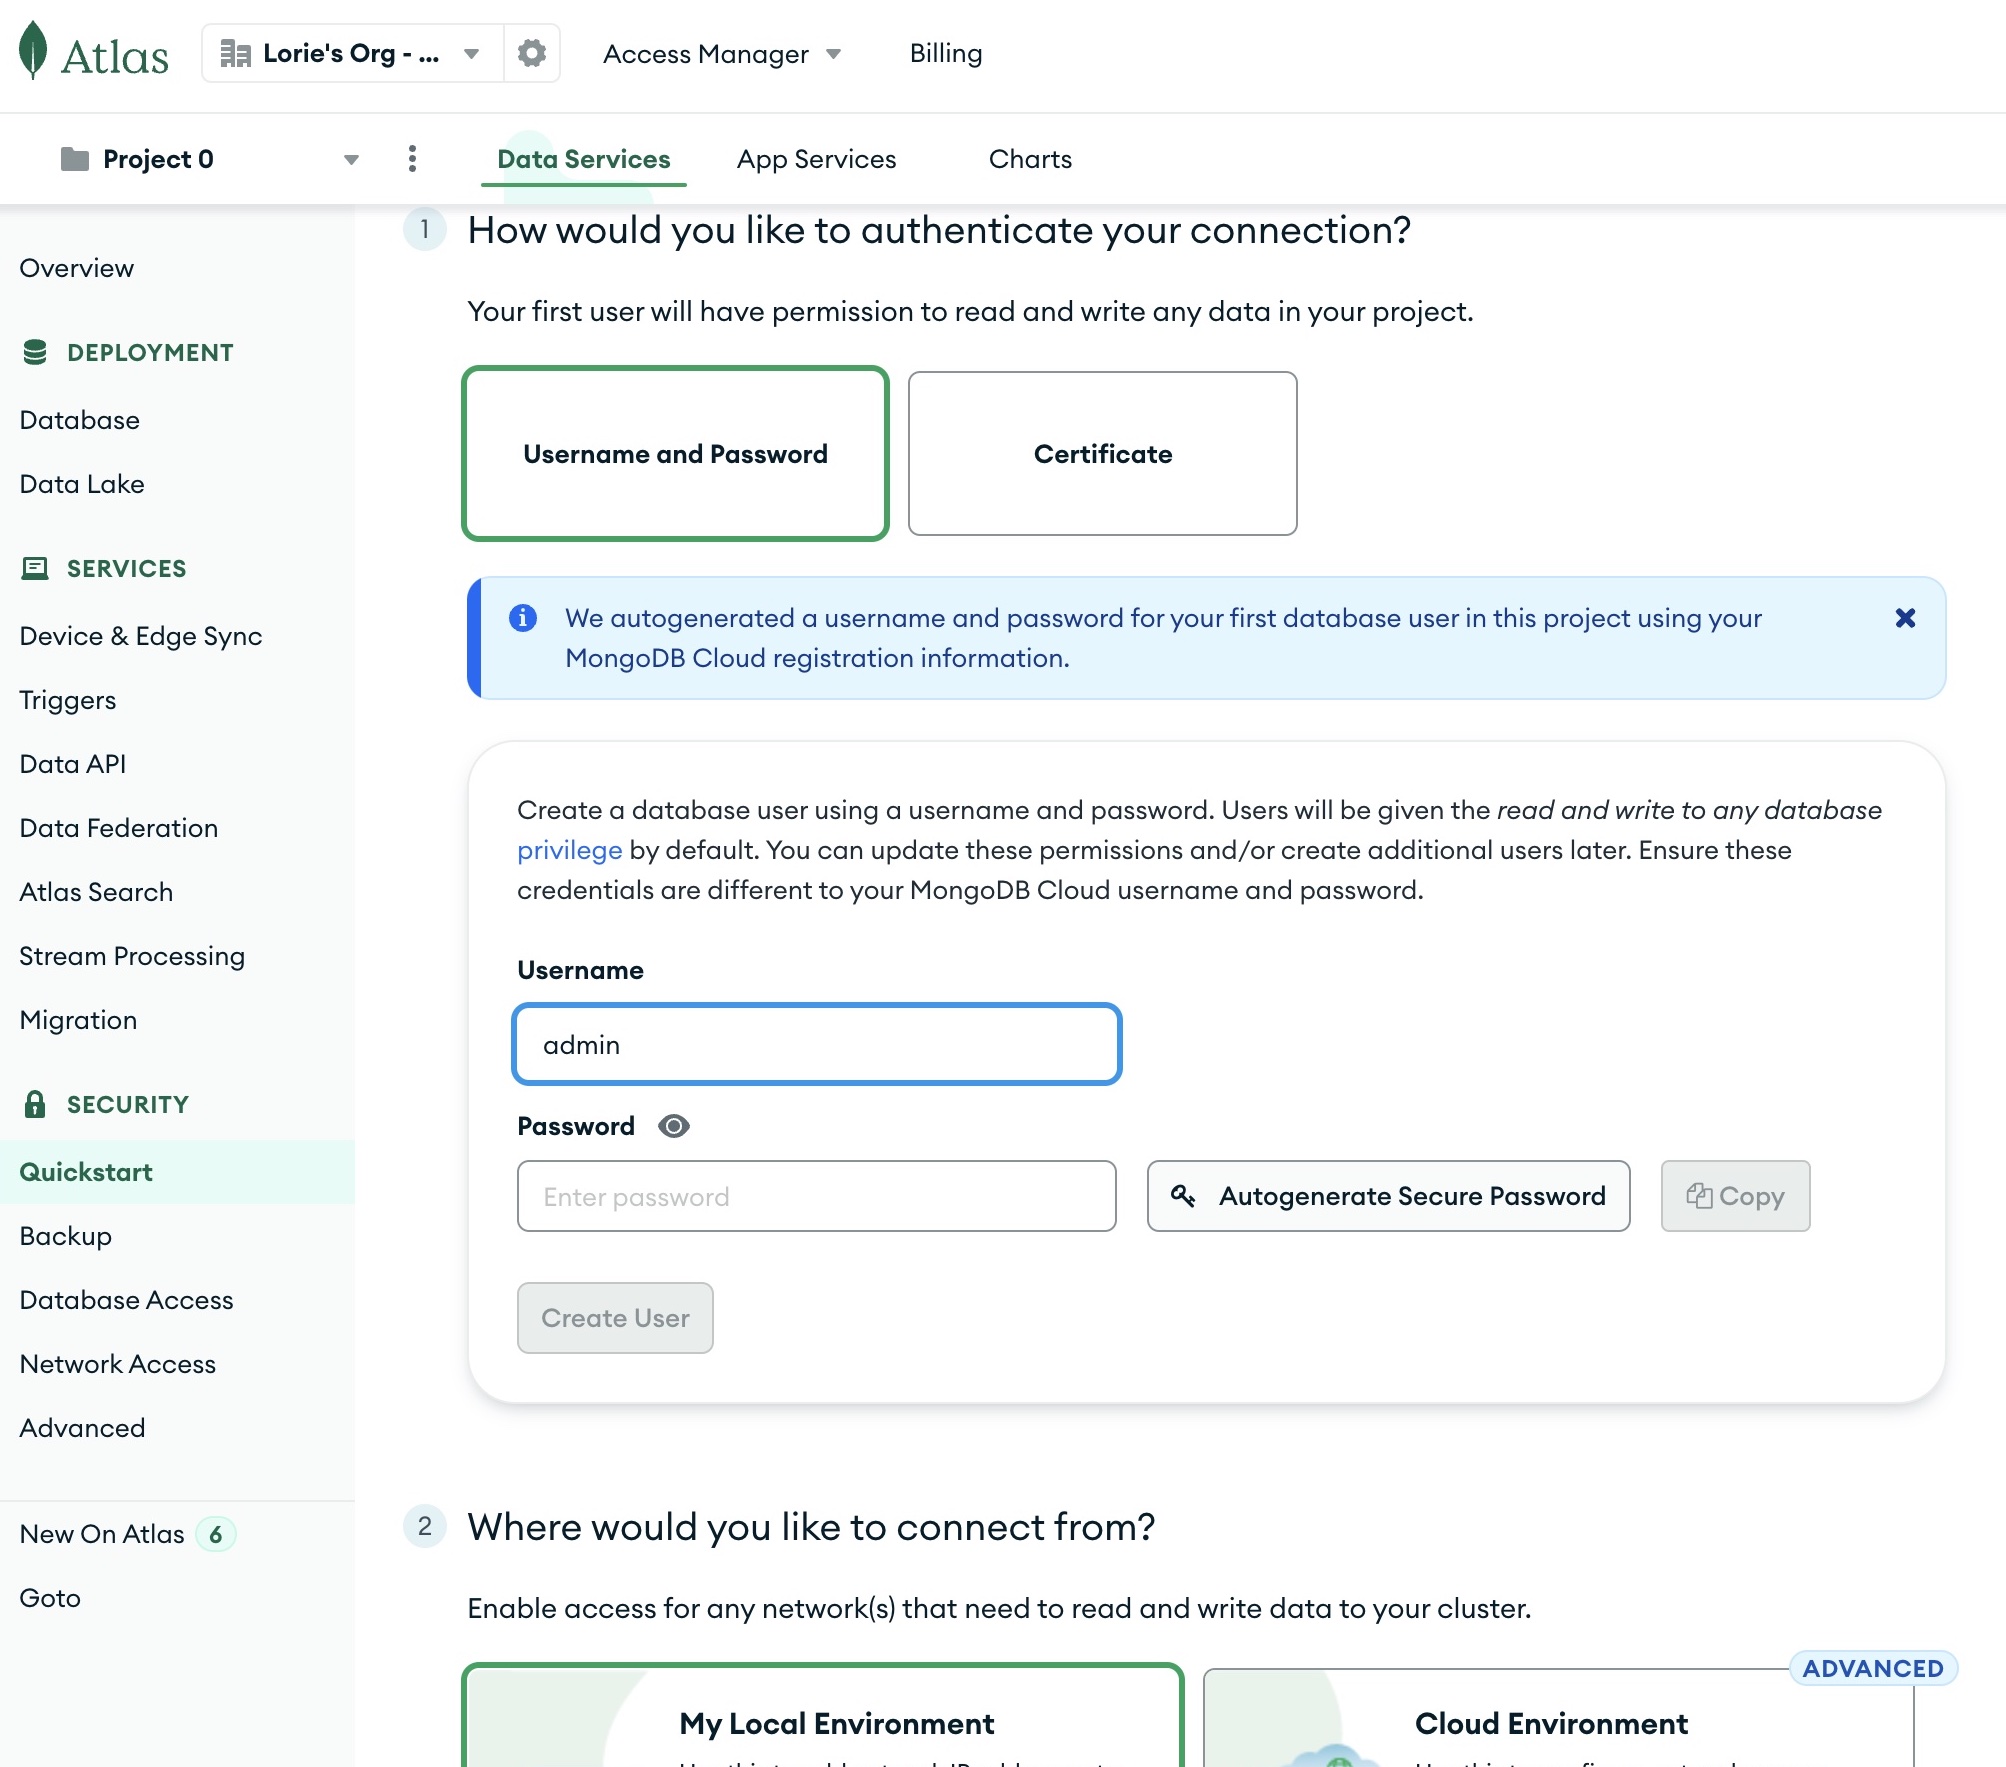 Atlas
Lorie's Org - ...
Access Manager
Billing
Project 0
Data Services
App Services
Charts
Overview
DEPLOYMENT
Database
Data Lake
SERVICES
Device & Edge Sync
Triggers
Data API
Data Federation
Atlas Search
Stream Processing
Migration
SECURITY
Quickstart
Backup
Database Access
Network Access
Advanced
New On Atlas 6
Goto
1 How would you like to authenticate your connection?
Your first user will have permission to read and write any data in your project.
Username and Password
Certificate
We autogenerated a username and password for your first database user in this project using your
MongoDB Cloud registration information.
Create a database user using a username and password. Users will be given the read and write to any database
privilege by default. You can update these permissions and/or create additional users later. Ensure these
credentials are different to your MongoDB Cloud username and password.
Username
admin
Password
Enter password
Autogenerate Secure Password
Copy
Create User
2 Where would you like to connect from?
Enable access for any network(s) that need to read and write data to your cluster.
My Local Environment
ADVANCED
Cloud Environment